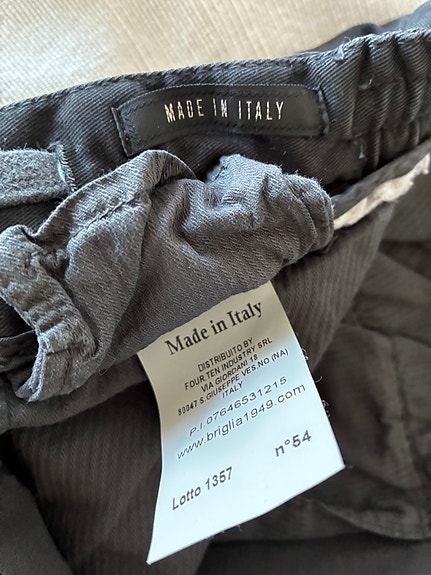 MADE IN ITALY
Made in Italy
DISTRIBUITO BY
FOUR TEN INDUSTRY SRL
VIA GIORDANI 18
80047 S.GIUSEPPE VES.NO (NA)
ITALY
P.I.07646531215
www.briglia1949.com
Lotto 1357 n°54